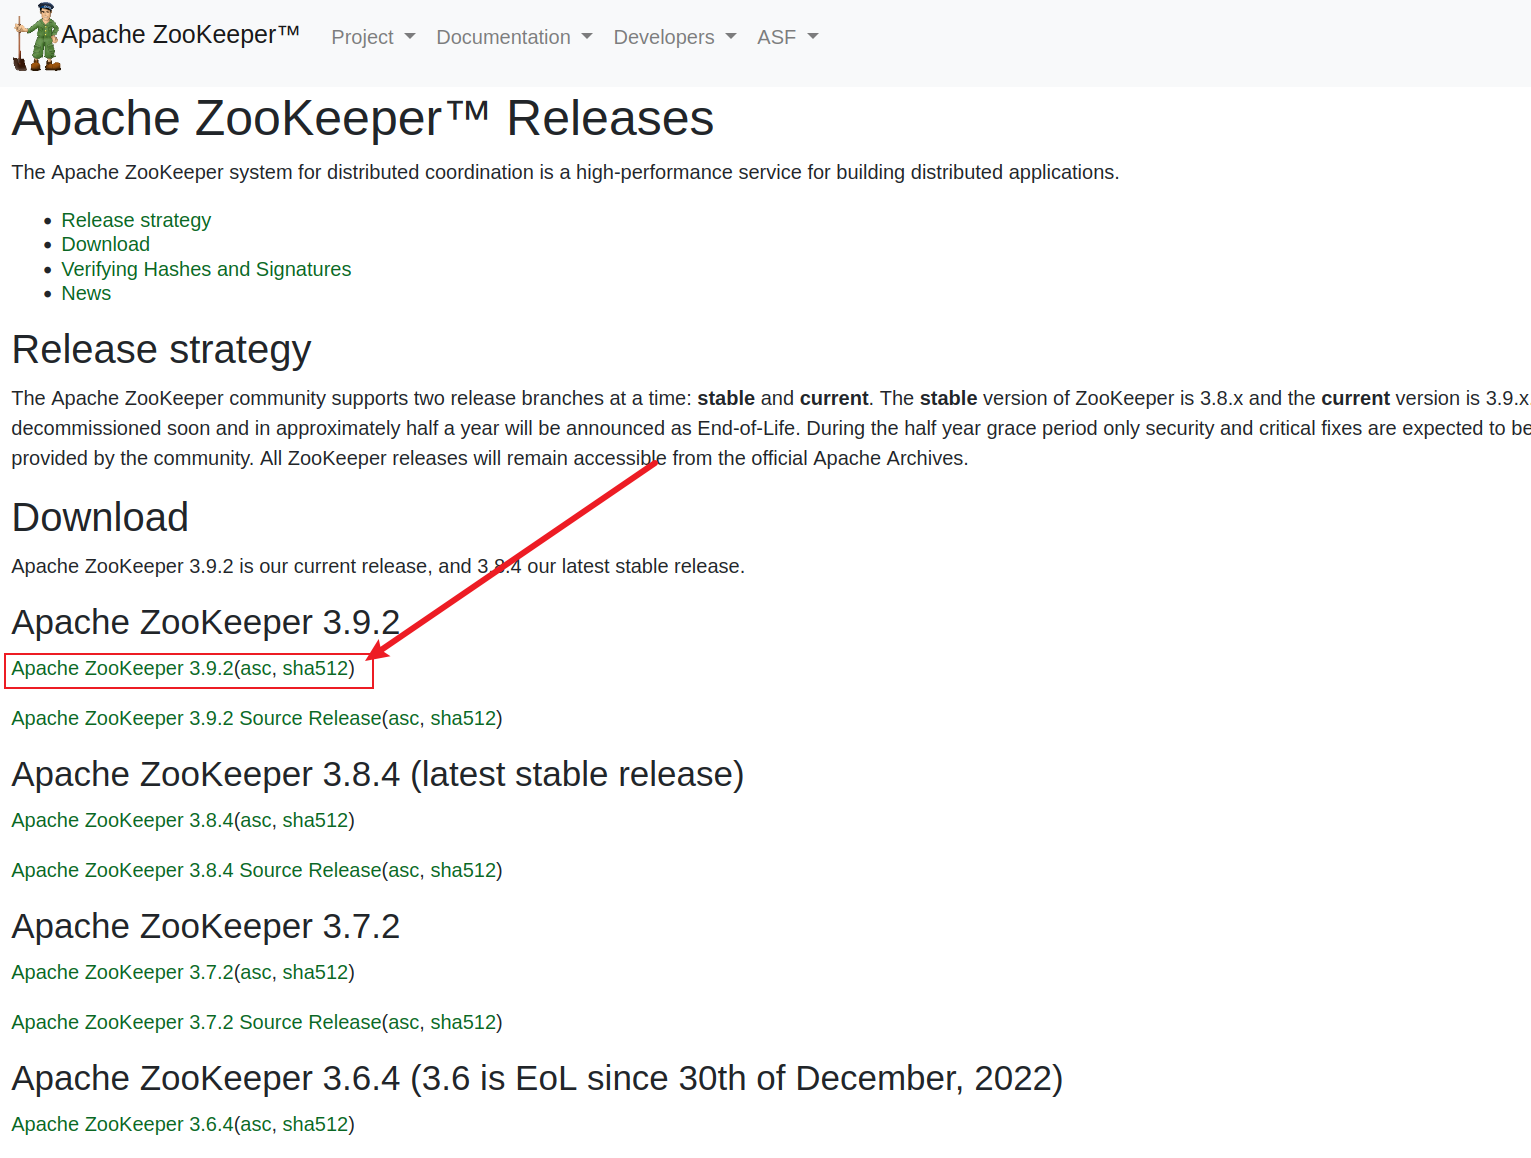 Apache ZooKeeper™ Project Documentation Developers ASF
Apache ZooKeeper™ Releases
The Apache ZooKeeper system for distributed coordination is a high-performance service for building distributed applications.
Release strategy
Download
Verifying Hashes and Signatures
News
Release strategy
The Apache ZooKeeper community supports two release branches at a time: stable and current. The stable version of ZooKeeper is 3.8.x and the current version is 3.9.x.
decommissioned soon and in approximately half a year will be announced as End-of-Life. During the half year grace period only security and critical fixes are expected to be
provided by the community. All ZooKeeper releases will remain accessible from the official Apache Archives.
Download
Apache ZooKeeper 3.9.2 is our current release, and 3.8.4 our latest stable release.
Apache ZooKeeper 3.9.2
Apache ZooKeeper 3.9.2(asc, sha512)
Apache ZooKeeper 3.9.2 Source Release(asc, sha512)
Apache ZooKeeper 3.8.4 (latest stable release)
Apache ZooKeeper 3.8.4(asc, sha512)
Apache ZooKeeper 3.8.4 Source Release(asc, sha512)
Apache ZooKeeper 3.7.2
Apache ZooKeeper 3.7.2(asc, sha512)
Apache ZooKeeper 3.7.2 Source Release(asc, sha512)
Apache ZooKeeper 3.6.4 (3.6 is EoL since 30th of December, 2022)
Apache ZooKeeper 3.6.4(asc, sha512)